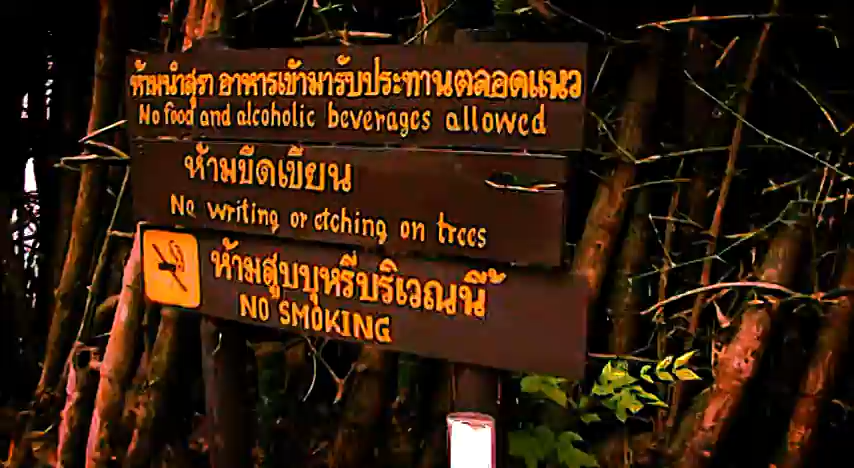 ห้ามนำสุรา อาหารเข้ามารับประทานตลอดแนว
No food and alcoholic beverages allowed
ห้ามขีดเขียน
No writing or etching on trees
ห้ามสูบบุหรี่บริเวณนี้
NO SMOKING